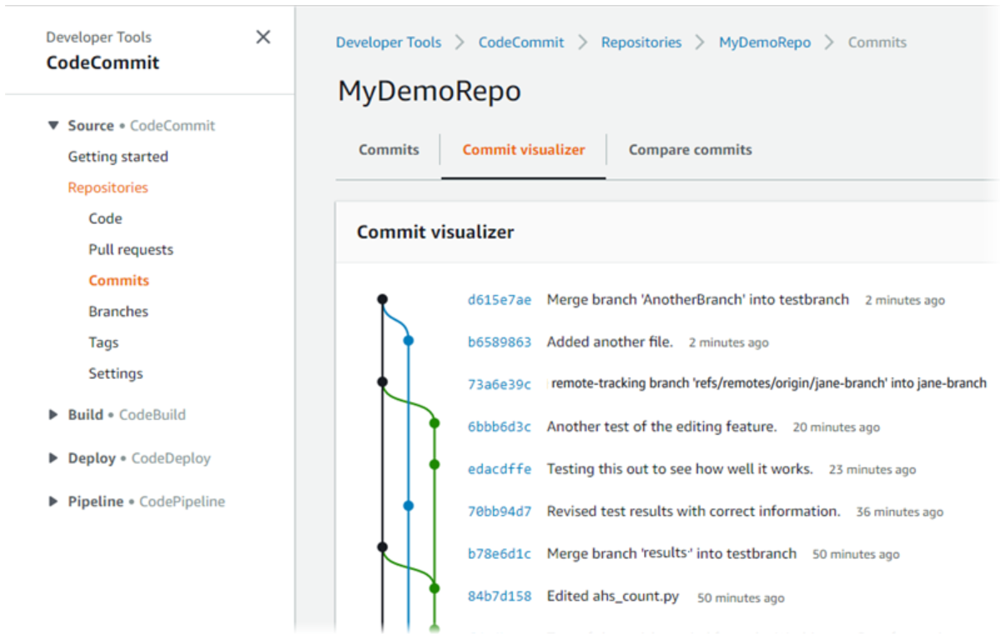 Developer Tools
CodeCommit
Source • CodeCommit
Getting started
Repositories
Code
Pull requests
Commits
Branches
Tags
Settings
Build • CodeBuild
Deploy • CodeDeploy
Pipeline • CodePipeline
Developer Tools > CodeCommit > Repositories > MyDemoRepo > Commits
MyDemoRepo
Commits Commit visualizer Compare commits
Commit visualizer
d615e7ae Merge branch 'AnotherBranch' into testbranch 2 minutes ago
b6589863 Added another file. 2 minutes ago
73a6e39c remote-tracking branch 'refs/remotes/origin/jane-branch' into jane-branch
6bbb6d3c Another test of the editing feature. 20 minutes ago
edacdffe Testing this out to see how well it works. 23 minutes ago
70bb94d7 Revised test results with correct information. 36 minutes ago
b78e6d1c Merge branch 'results' into testbranch 50 minutes ago
84b7d158 Edited ahs_count.py 50 minutes ago